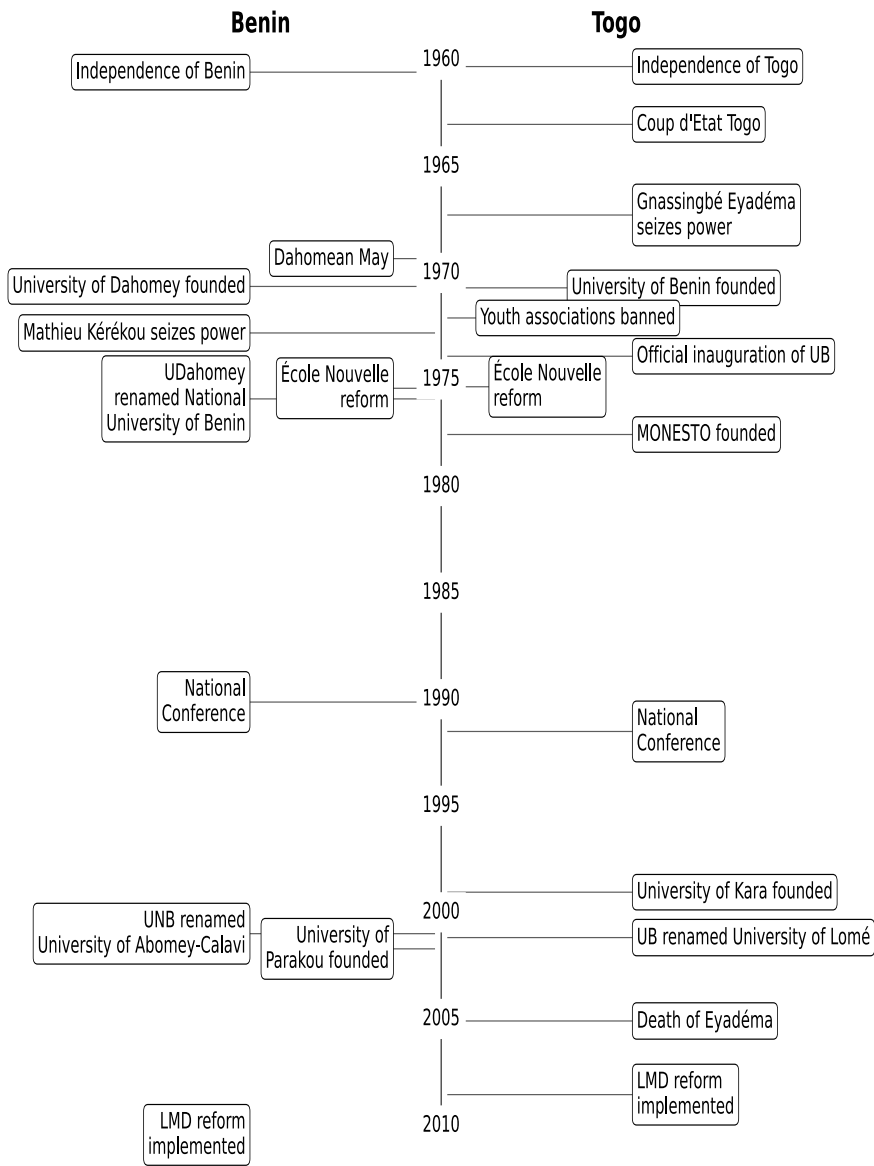 Benin
Togo
1960
Independence of Benin
Independence of Togo
Coup d'Etat Togo
1965
Gnassingbé Eyadéma
seizes power
Dahomean May
1970
University of Dahomey founded
University of Benin founded
Youth associations banned
Mathieu Kérékou seizes power
Official inauguration of UB
UDahomey
renamed National
University of Benin
École Nouvelle
reform
1975
École Nouvelle
reform
MONESTO founded
1980
1985
National
Conference
1990
National
Conference
1995
University of Kara founded
2000
UNB renamed
University of Abomey-Calavi
University of
Parakou founded
UB renamed University of Lomé
2005
Death of Eyadéma
LMD reform
implemented
2010
LMD reform
implemented